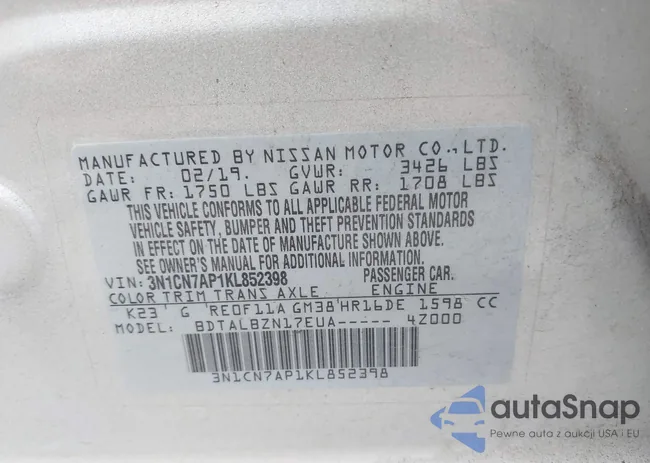 MANUFACTURED BY NISSAN MOTOR CO., LTD.
DATE: 02/19. GVWR: 3426 LBS
GAWR FR: 1750 LBS GAWR RR: 1708 LBS
THIS VEHICLE CONFORMS TO ALL APPLICABLE FEDERAL MOTOR
VEHICLE SAFETY, BUMPER AND THEFT PREVENTION STANDARDS
IN EFFECT ON THE DATE OF MANUFACTURE SHOWN ABOVE.
SEE OWNER'S MANUAL FOR ADDITIONAL INFORMATION.
VIN: 3N1CN7AP1KL852398 PASSENGER CAR.
COLOR TRIM TRANS AXLE ENGINE
K23 G RE0F11A GM38 HR16DE 1598 CC
MODEL: BDTALBZN17EUA----- 4Z000
3N1CN7AP1KL852398
autaSnap
Pewne auta z aukcji USA i EU